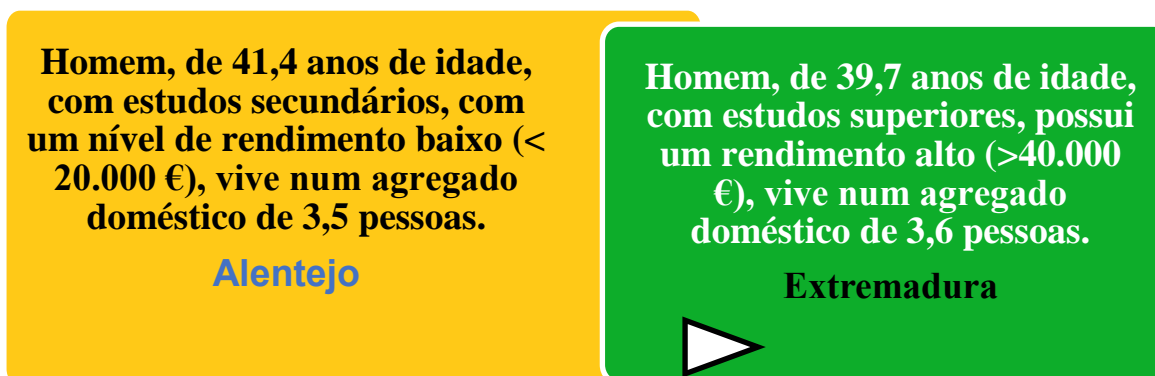 Homem, de 41,4 anos de idade,
com estudos secundários, com
um nível de rendimento baixo (<
20.000 €), vive num agregado
doméstico de 3,5 pessoas.
Alentejo
Homem, de 39,7 anos de idade,
com estudos superiores, possui
um rendimento alto (>40.000
€), vive num agregado
doméstico de 3,6 pessoas.
Extremadura